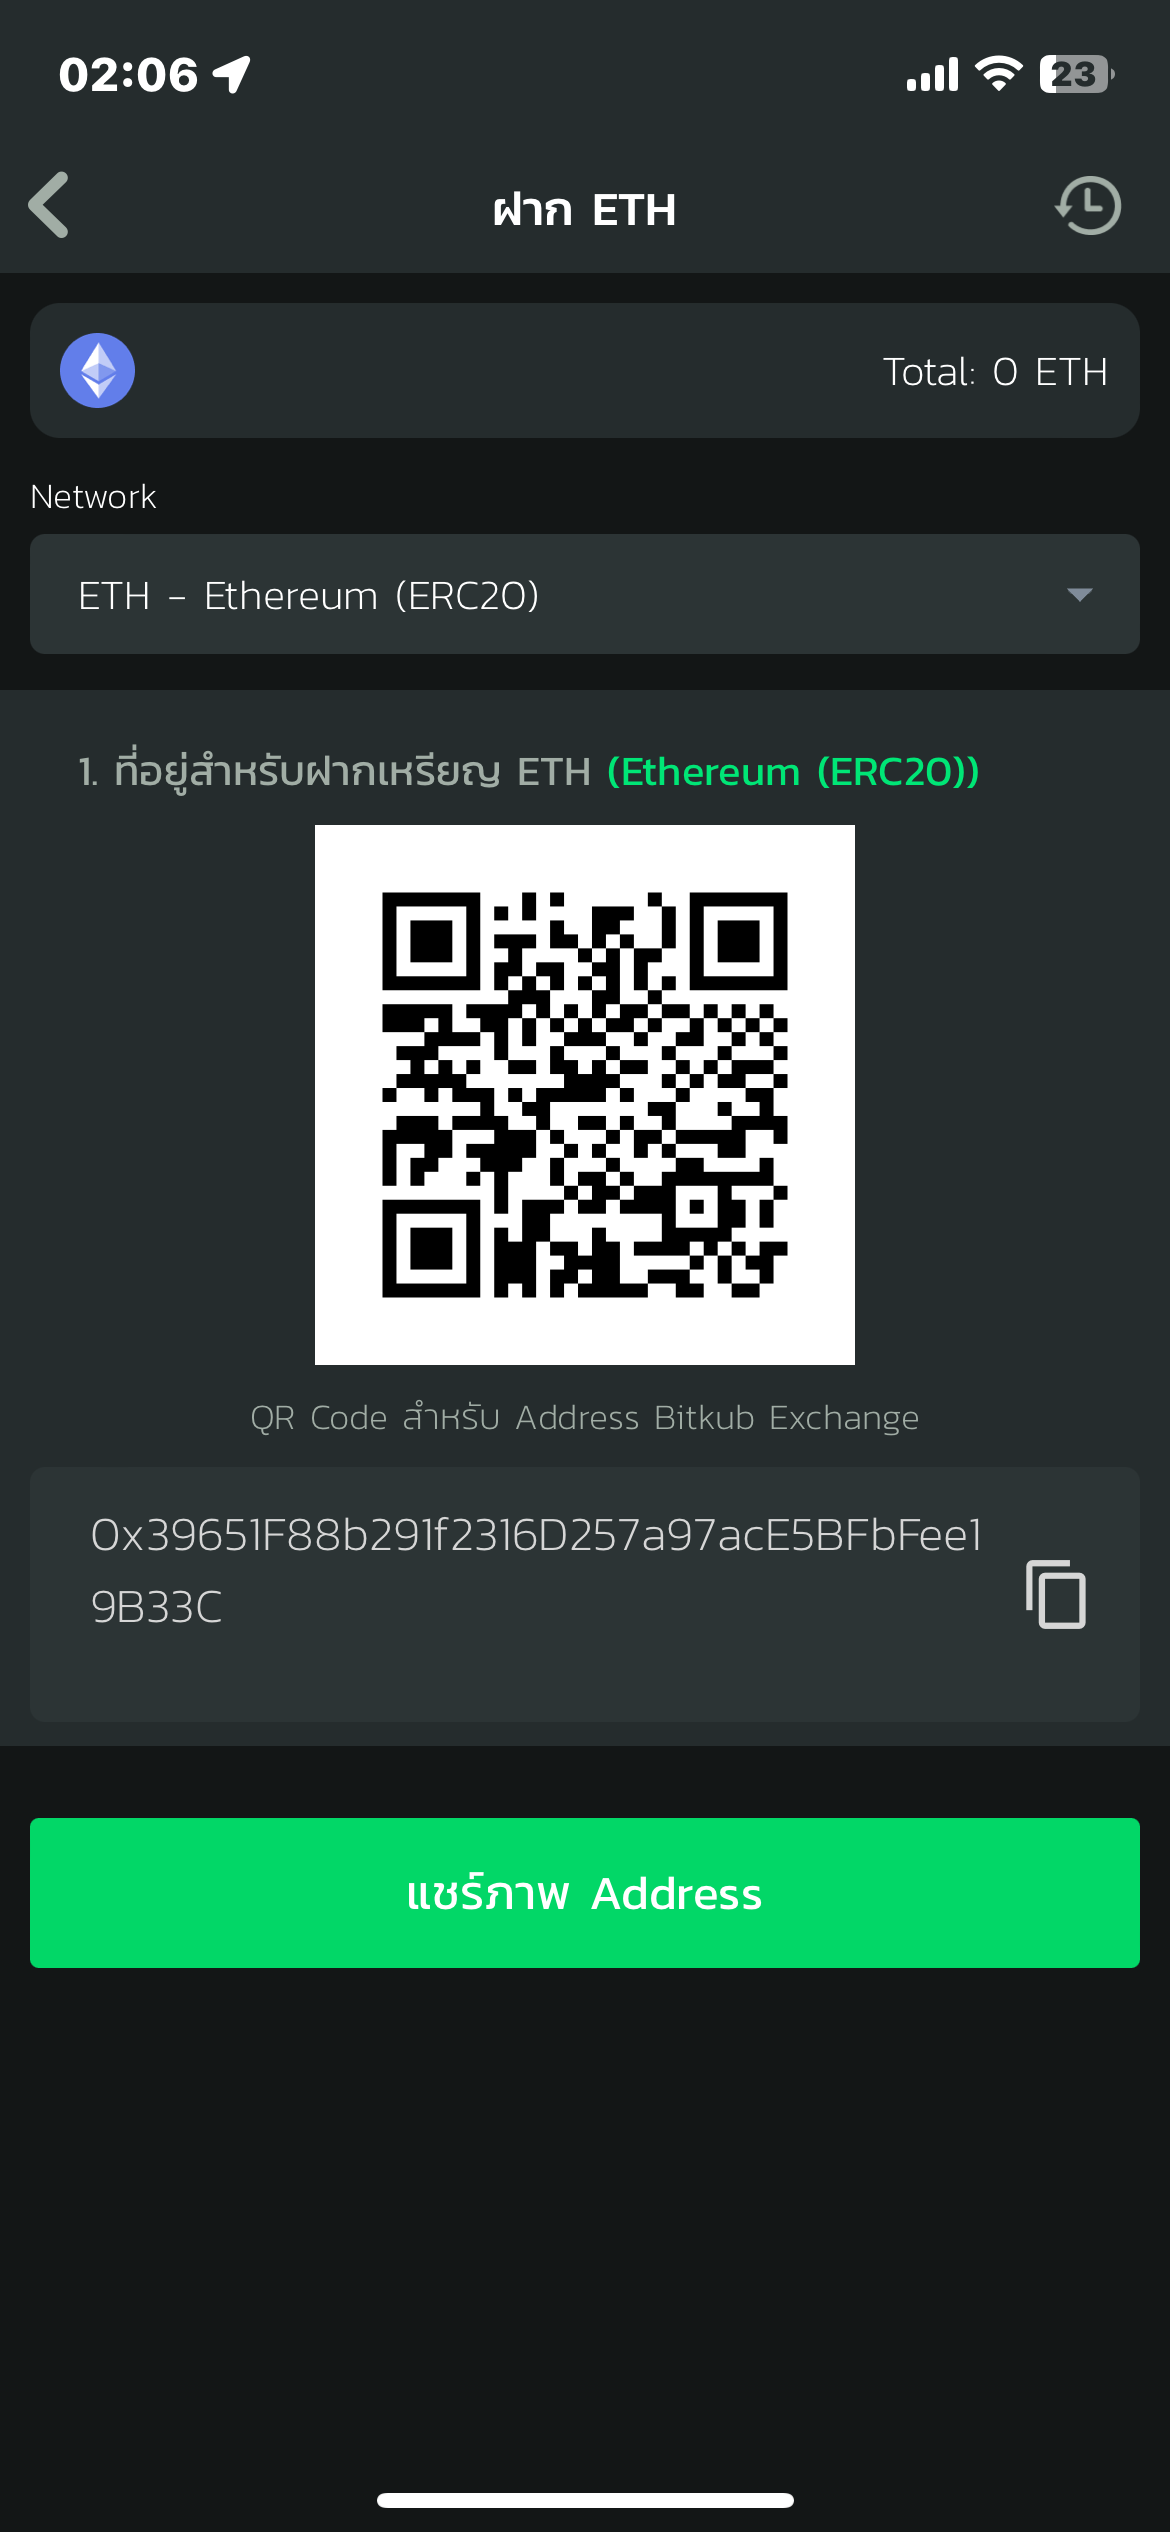 02:06
23
ฝาก ETH
Total: 0 ETH
Network
ETH - Ethereum (ERC20)
1. ที่อยู่สำหรับฝากเหรียญ ETH (Ethereum (ERC20))
QR Code สำหรับ Address Bitkub Exchange
0x39651F88b291f2316D257a97acE5BFbFee1
9B33C
แชร์ภาพ Address